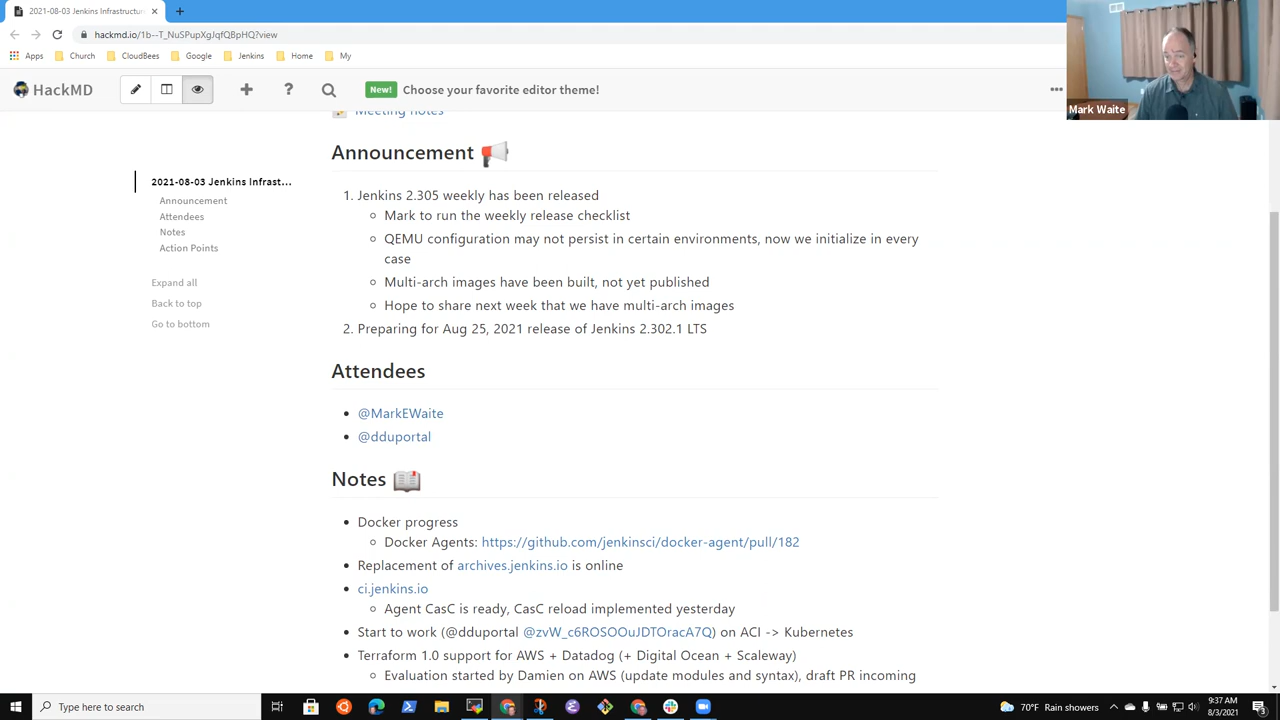 2021-08-03 Jenkins Infrastructur
hackmd.io/1b--T_NuSPupXgJqfQBpHQ?view
Apps Church CloudBees Google Jenkins Home My
HackMD
New! Choose your favorite editor theme!
Mark Waite
Meeting notes
2021-08-03 Jenkins Infrast...
Announcement
Attendees
Notes
Action Points
Expand all
Back to top
Go to bottom
Announcement
1. Jenkins 2.305 weekly has been released
Mark to run the weekly release checklist
QEMU configuration may not persist in certain environments, now we initialize in every
case
Multi-arch images have been built, not yet published
Hope to share next week that we have multi-arch images
2. Preparing for Aug 25, 2021 release of Jenkins 2.302.1 LTS
Attendees
@MarkEWaite
@dduportal
Notes
Docker progress
Docker Agents: https://github.com/jenkinsci/docker-agent/pull/182
Replacement of archives.jenkins.io is online
ci.jenkins.io
Agent CasC is ready, CasC reload implemented yesterday
Start to work (@dduportal @zvW_c6ROSOOuJDTOracA7Q) on ACI -> Kubernetes
Terraform 1.0 support for AWS + Datadog (+ Digital Ocean + Scaleway)
Evaluation started by Damien on AWS (update modules and syntax), draft PR incoming
Type here to search
70°F Rain showers
9:37 AM
8/3/2021